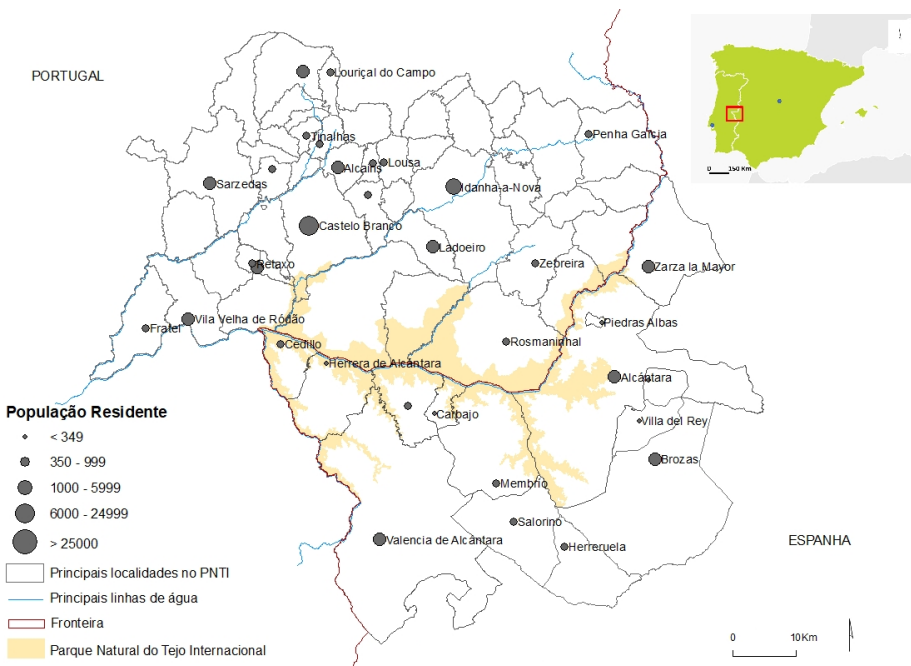 PORTUGAL
Louriçal do Campo
Tinalhas
Penha Garcia
Alcains
Lousa
Sarzedas
Idanha-a-Nova
Castelo Branco
Ladoeiro
Retaxo
Zebreira
Zarza la Mayor
Vila Velha de Ródão
Fratel
Piedras Albas
Cedillo
Rosmaninhal
Herrera de Alcántara
Alcántara
Carbajo
Villa del Rey
Brozas
Membrío
Salorino
Valencia de Alcántara
Herreruela
ESPANHA
População Residente
< 349
350 - 999
1000 - 5999
6000 - 24999
> 25000
Principais localidades no PNTI
Principais linhas de água
Fronteira
Parque Natural do Tejo Internacional
0 150 Km
0 10 Km